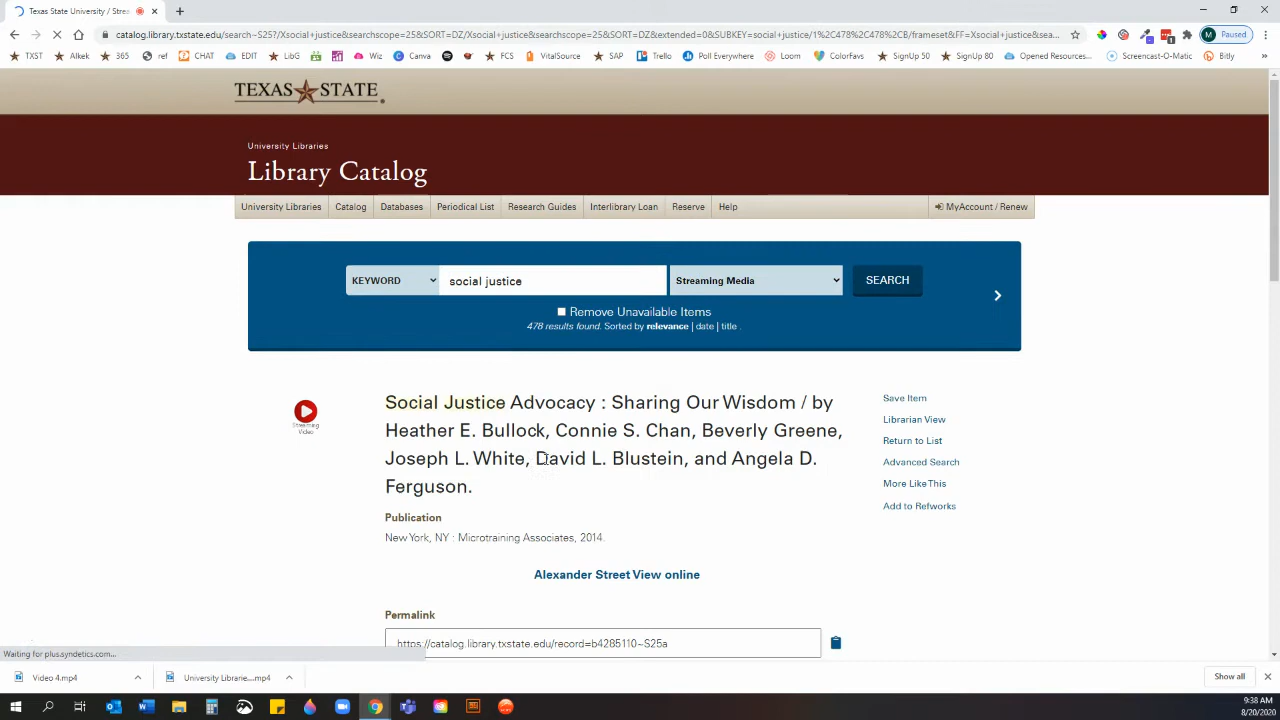 Texas State University / Search
catalog.library.txstate.edu/search~S25?/Xsocial+justice&searchscope=25&SORT=DZ/Xsocial+justice&searchscope=25&SORT=DZ&extended=0&SUBKEY=social+justice/1%2C478%2C478%2CB/frameset&FF=Xsocial+justice&sea...
Paused
TXST
Alkek
365
ref
CHAT
EDIT
LibG
Wiz
Canva
FOLIO
VitalSource
SAP
Trello
Loom
ColorFavs
SignUp 50
SignUp 80
Opened Resources...
Screencast-O-Matic
Bitly
TEXAS STATE
University Libraries
Library Catalog
University Libraries
Catalog
Databases
Periodical List
Research Guides
Interlibrary Loan
Reserve
Help
MyAccount / Renew
KEYWORD
social justice
Streaming Media
SEARCH
Remove Unavailable Items
478 results found. Sorted by relevance | date | title .
Streaming
Video
Social Justice Advocacy : Sharing Our Wisdom / by
Heather E. Bullock, Connie S. Chan, Beverly Greene,
Joseph L. White, David L. Blustein, and Angela D.
Ferguson.
Save Item
Librarian View
Return to List
Advanced Search
More Like This
Add to Refworks
Publication
New York, NY : Microtraining Associates, 2014.
Alexander Street View online
Permalink
https://catalog.library.txstate.edu/record=b4285110~S25a
Waiting for plus.syndetics.com...
Video 4.mp4
University Librarie....mp4
Show all
9:38 AM
8/20/2020